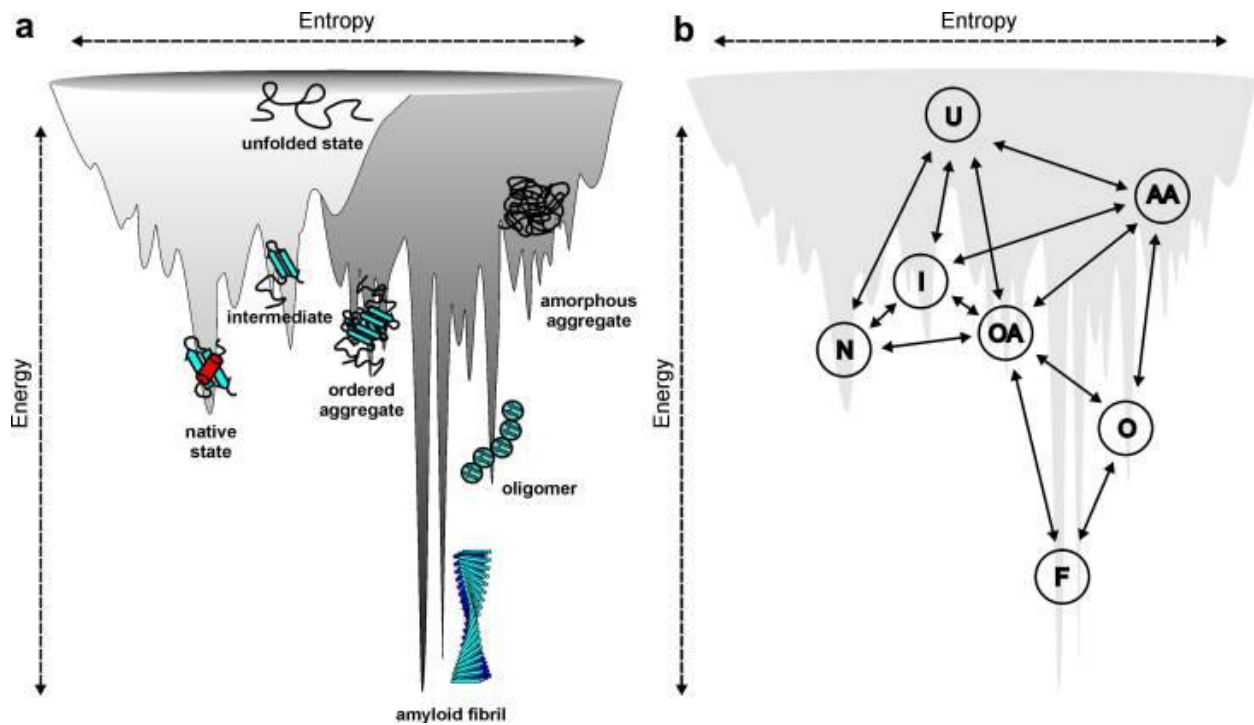 a
Entropy
Energy
unfolded state
intermediate
native
state
ordered
aggregate
amorphous
aggregate
oligomer
amyloid fibril
b
Entropy
Energy
U
AA
I
N
OA
O
F